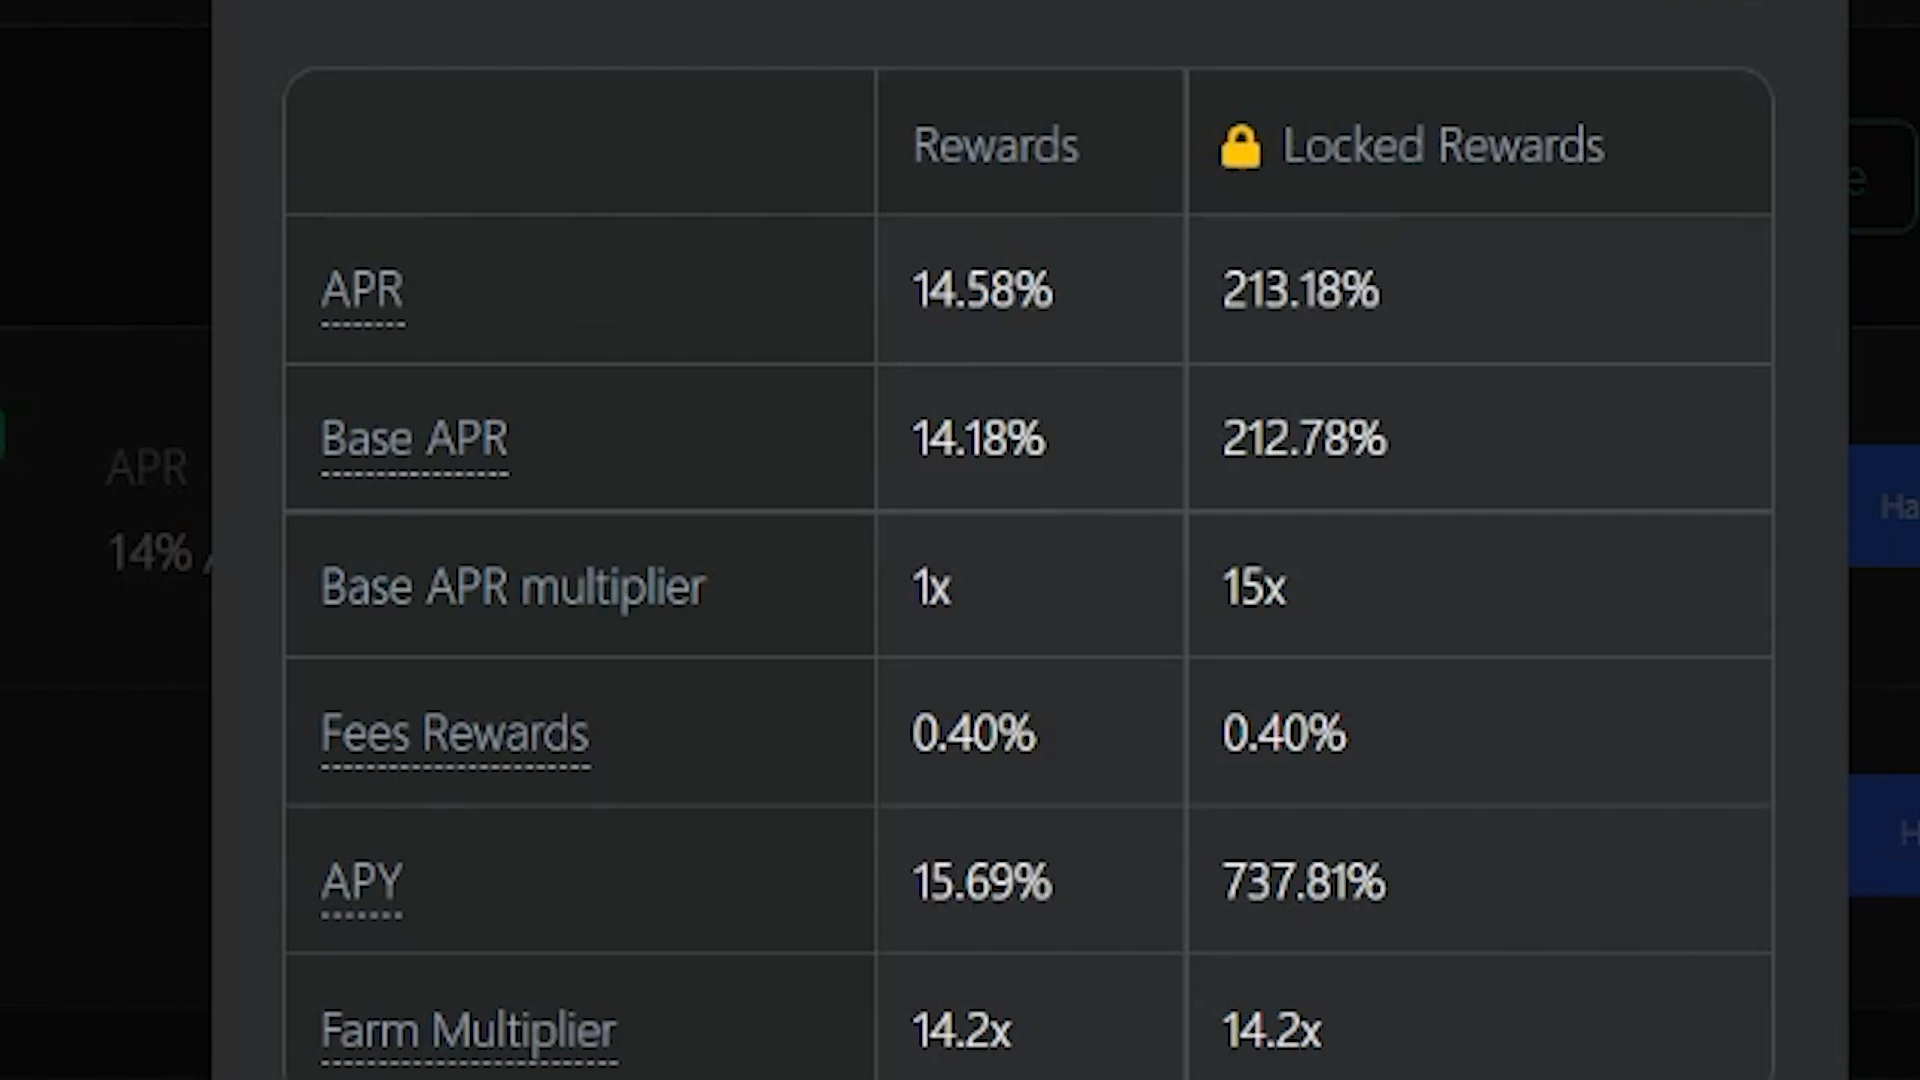 Rewards
Locked Rewards
APR
14.58%
213.18%
Base APR
14.18%
212.78%
Base APR multiplier
1x
15x
Fees Rewards
0.40%
0.40%
APY
15.69%
737.81%
Farm Multiplier
14.2x
14.2x
APR
14%
e
Ha
H